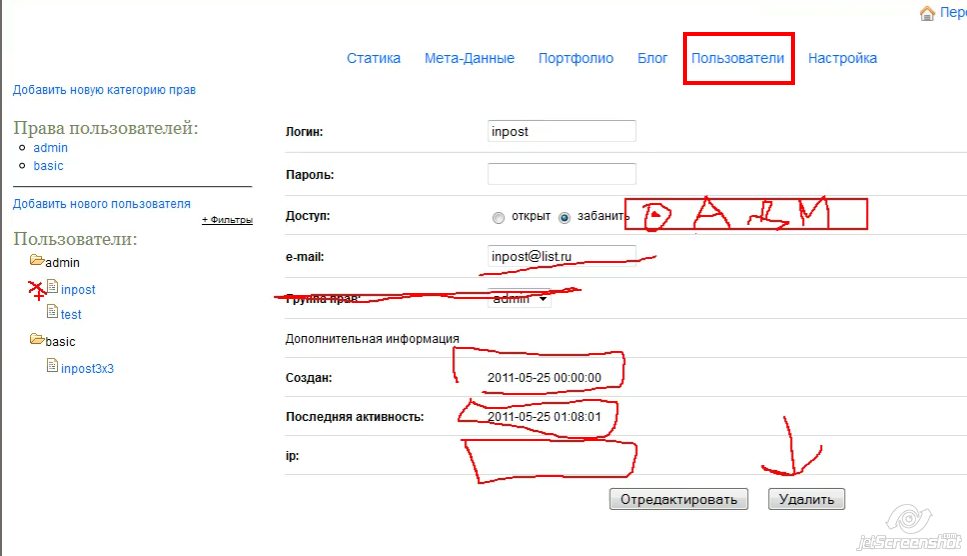 Перс
Статика Мета-Данные Портфолио Блог Пользователи Настройка
Добавить новую категорию прав
Права пользователей:
admin
basic
Добавить нового пользователя
+ Фильтры
Пользователи:
admin
inpost
test
basic
inpost3x3
Логин: inpost
Пароль:
Доступ: открыт забанить
e-mail: inpost@list.ru
Группа прав: admin
Дополнительная информация
Создан: 2011-05-25 00:00:00
Последняя активность: 2011-05-25 01:08:01
ip:
Отредактировать Удалить
jetScreenshot.com